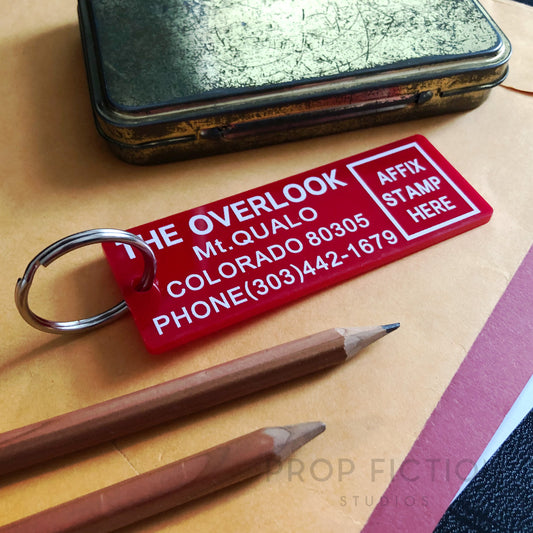 THE OVERLOOK
Mt.QUALO
COLORADO 80305
PHONE(303)442-1679
AFFIX
STAMP
HERE
PROP FICTIO
STUDIOS